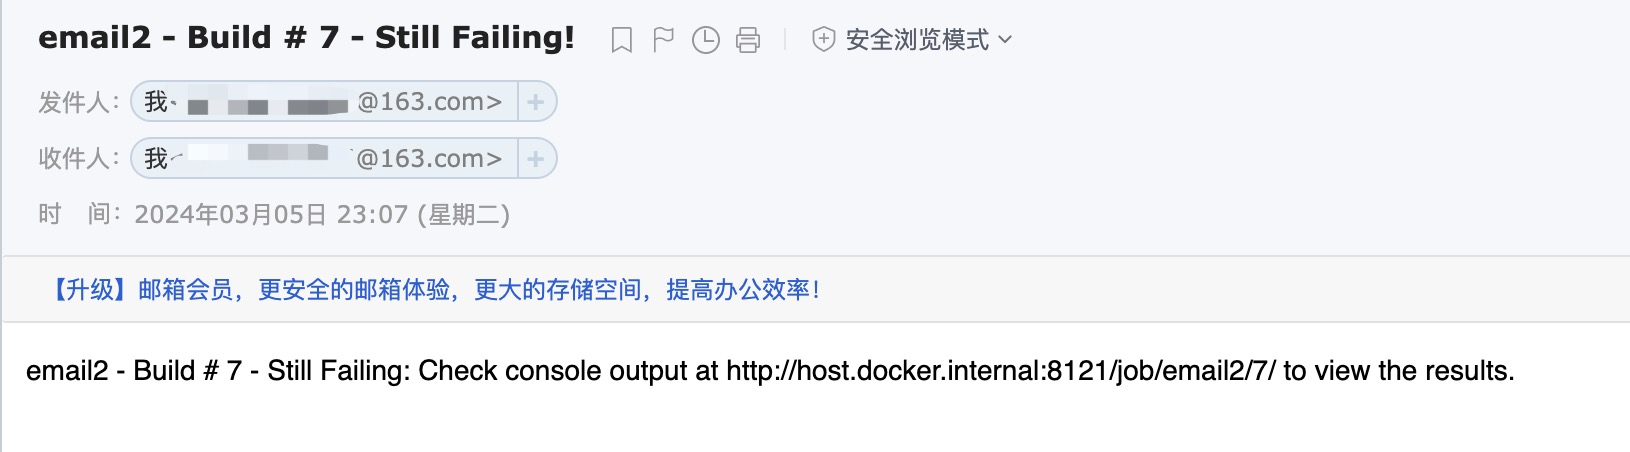 email2 - Build # 7 - Still Failing! 安全浏览模式
发件人： 我 @163.com> +
收件人： 我 @163.com> +
时 间： 2024年03月05日 23:07 (星期二)
【升级】邮箱会员，更安全的邮箱体验，更大的存储空间，提高办公效率！
email2 - Build # 7 - Still Failing: Check console output at http://host.docker.internal:8121/job/email2/7/ to view the results.